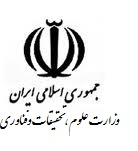 جمهوری اسلامی ایران
وزارت علوم، تحقیقات و فناوری